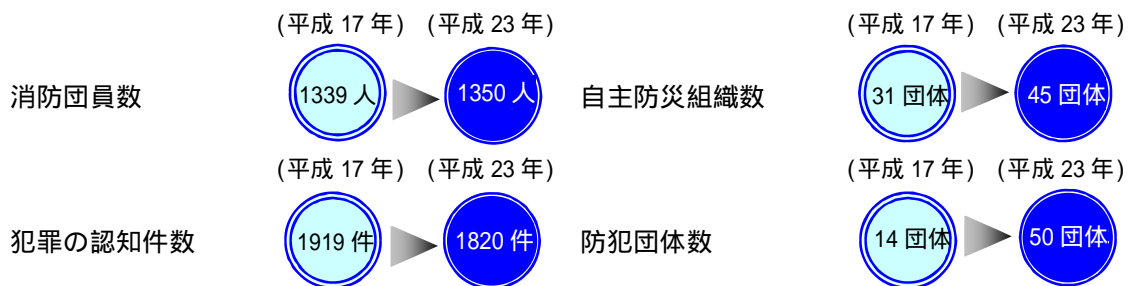 (平成 17 年) (平成 23 年) (平成 17 年) (平成 23 年)
消防団員数 1339 人 1350 人 自主防災組織数 31 団体 45 団体
(平成 17 年) (平成 23 年) (平成 17 年) (平成 23 年)
犯罪の認知件数 1919 件 1820 件 防犯団体数 14 団体 50 団体